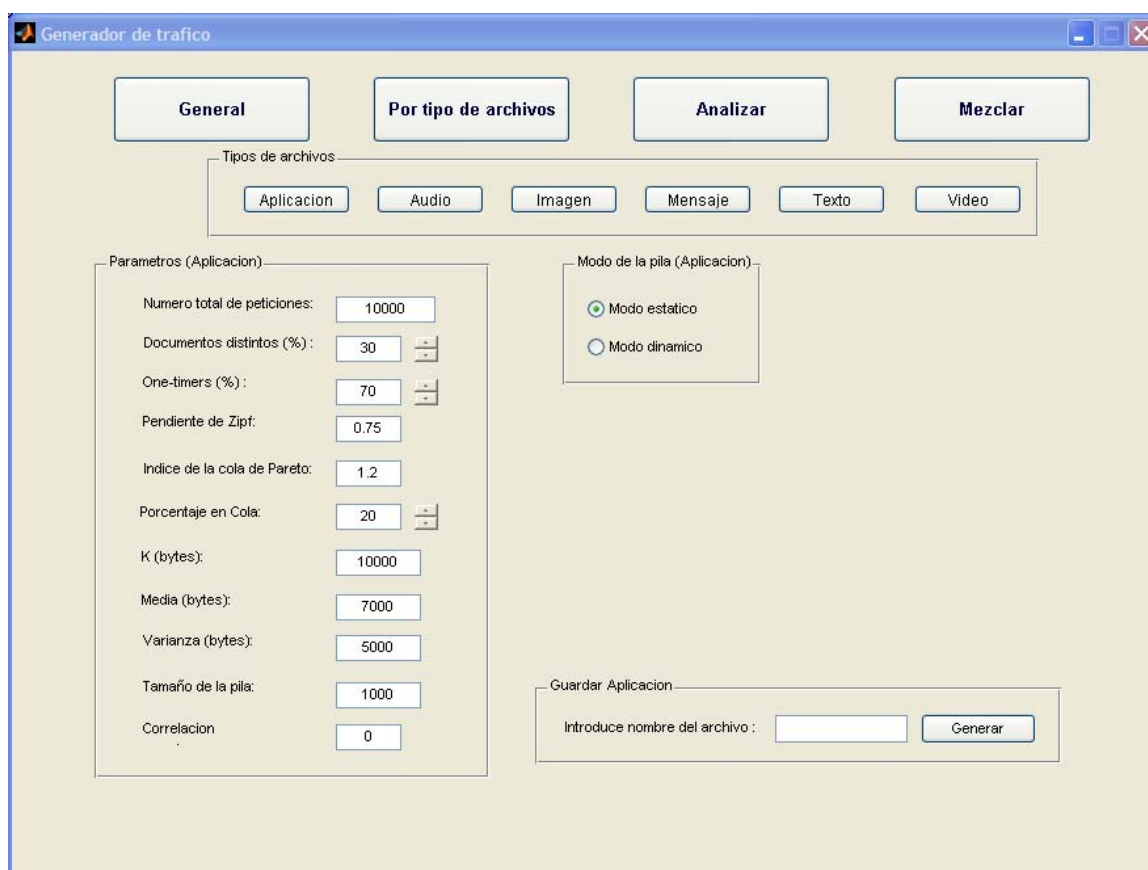 Generador de trafico
General Por tipo de archivos Analizar Mezclar
Tipos de archivos
Aplicacion Audio Imagen Mensaje Texto Video
Parametros (Aplicacion)
Numero total de peticiones: 10000
Documentos distintos (%) : 30
One-timers (%) : 70
Pendiente de Zipf: 0.75
Indice de la cola de Pareto: 1.2
Porcentaje en Cola: 20
K (bytes): 10000
Media (bytes): 7000
Varianza (bytes): 5000
Tamaño de la pila: 1000
Correlacion 0
Modo de la pila (Aplicacion)
Modo estatico
Modo dinamico
Guardar Aplicacion
Introduce nombre del archivo : Generar